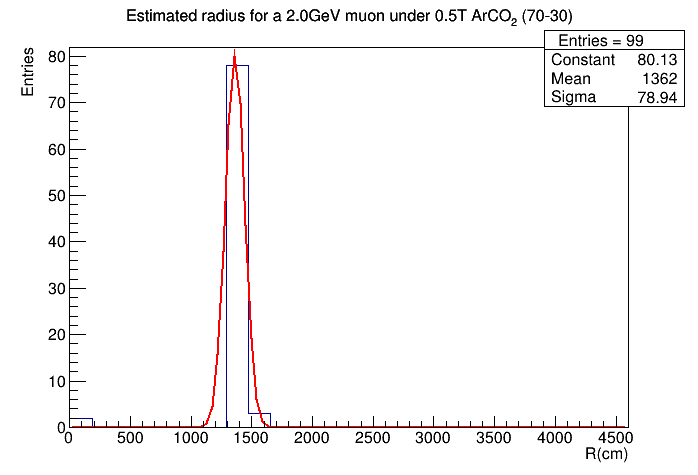 Estimated radius for a 2.0GeV muon under 0.5T ArCO2 (70-30)
Entries = 99
Constant 80.13
Mean 1362
Sigma 78.94
Entries
80
70
60
50
40
30
20
10
0
0 500 1000 1500 2000 2500 3000 3500 4000 4500
R(cm)